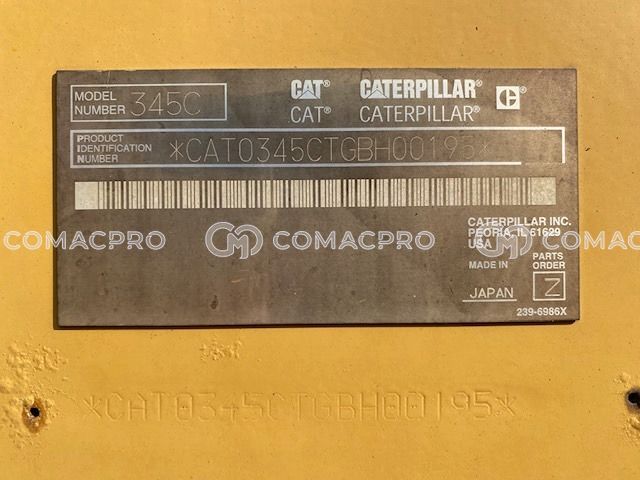 MODEL NUMBER 345C
CAT® CATERPILLAR® C
CAT® CATERPILLAR®
PRODUCT IDENTIFICATION NUMBER *CAT0345CTGBH00195*
CATERPILLAR INC.
PEORIA, IL 61629
USA
COMACPRO COMACPRO COMACPRO
MADE IN JAPAN
PARTS ORDER Z
239-6986X
*CAT0345CTGBH00195*